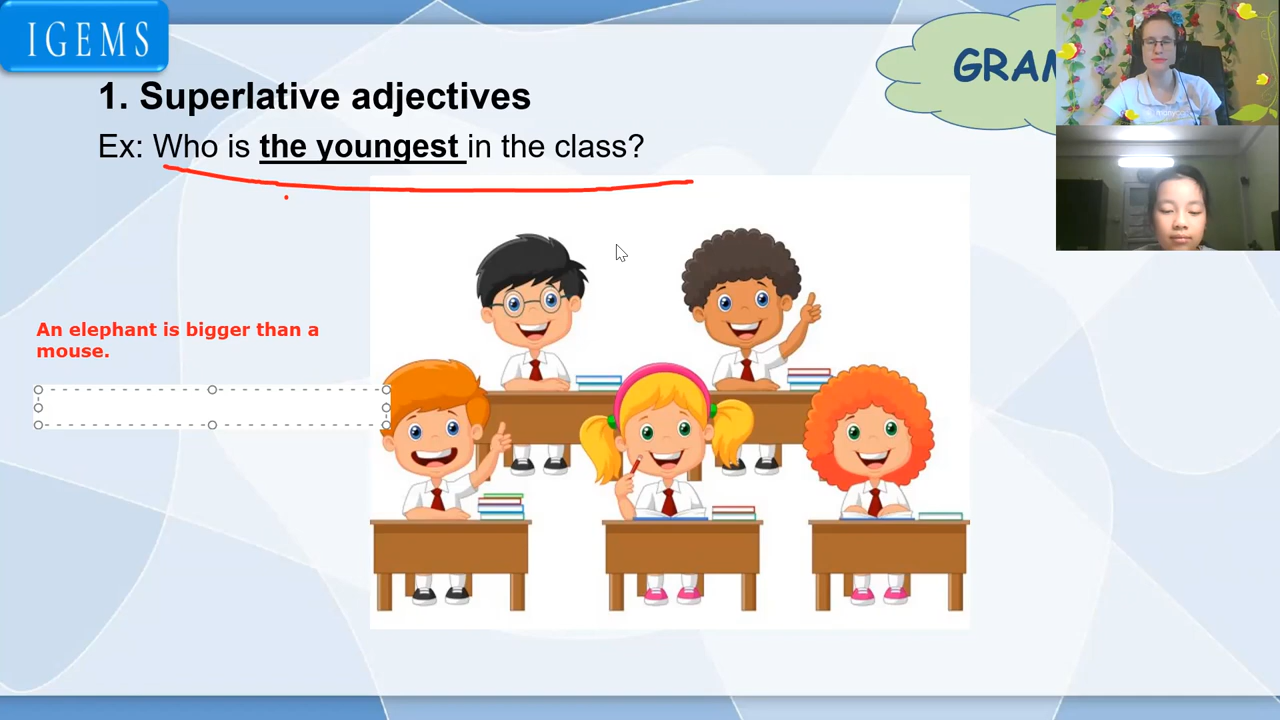 IGEMS
GRAM
1. Superlative adjectives
Ex: Who is the youngest in the class?
An elephant is bigger than a
mouse.